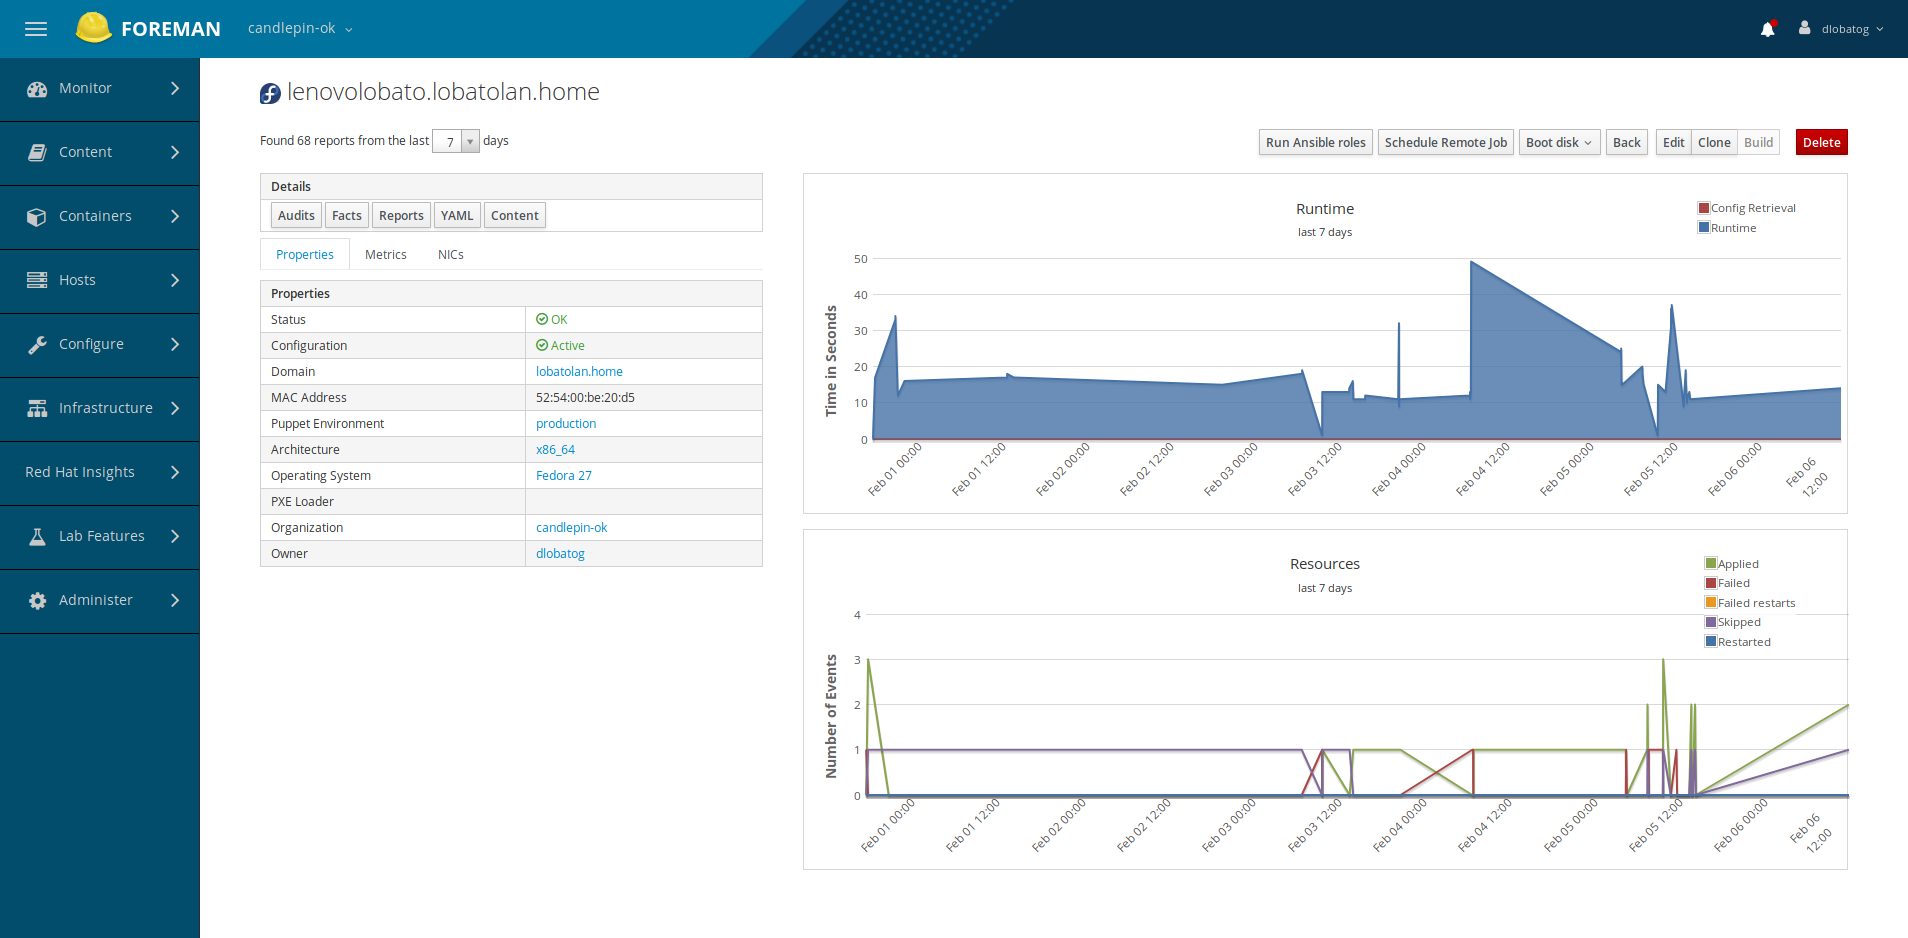 FOREMAN
candlepin-ok
dlobatog
Monitor
Content
Containers
Hosts
Configure
Infrastructure
Red Hat Insights
Lab Features
Administer
lenovolobato.lobatolan.home
Found 68 reports from the last 7 days
Run Ansible roles Schedule Remote Job Boot disk Back Edit Clone Build Delete
Details
Audits Facts Reports YAML Content
Properties Metrics NICs
Properties
Status OK
Configuration Active
Domain lobatolan.home
MAC Address 52:54:00:be:20:d5
Puppet Environment production
Architecture x86_64
Operating System Fedora 27
PXE Loader
Organization candlepin-ok
Owner dlobatog
Runtime
last 7 days
Config Retrieval
Runtime
Time in Seconds
50
40
30
20
10
0
Feb 01 00:00
Feb 01 12:00
Feb 02 00:00
Feb 02 12:00
Feb 03 00:00
Feb 03 12:00
Feb 04 00:00
Feb 04 12:00
Feb 05 00:00
Feb 05 12:00
Feb 06 00:00
Feb 06
12:00
Resources
last 7 days
Applied
Failed
Failed restarts
Skipped
Restarted
Number of Events
4
3
2
1
0
Feb 01 00:00
Feb 01 12:00
Feb 02 00:00
Feb 02 12:00
Feb 03 00:00
Feb 03 12:00
Feb 04 00:00
Feb 04 12:00
Feb 05 00:00
Feb 05 12:00
Feb 06 00:00
Feb 06
12:00